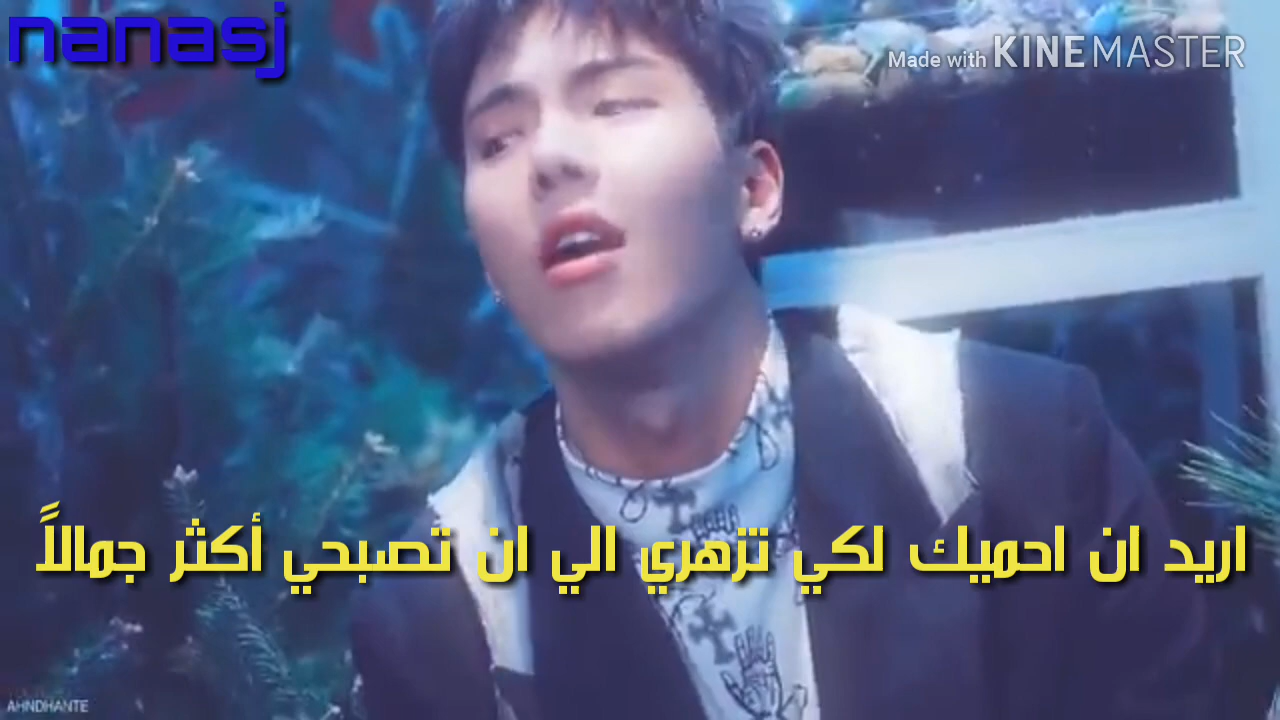 nanasj
Made with KINEMASTER
اريد ان احميك لكي تزهري الي ان تصبحي أكثر جمالاً
AHNDHANTE